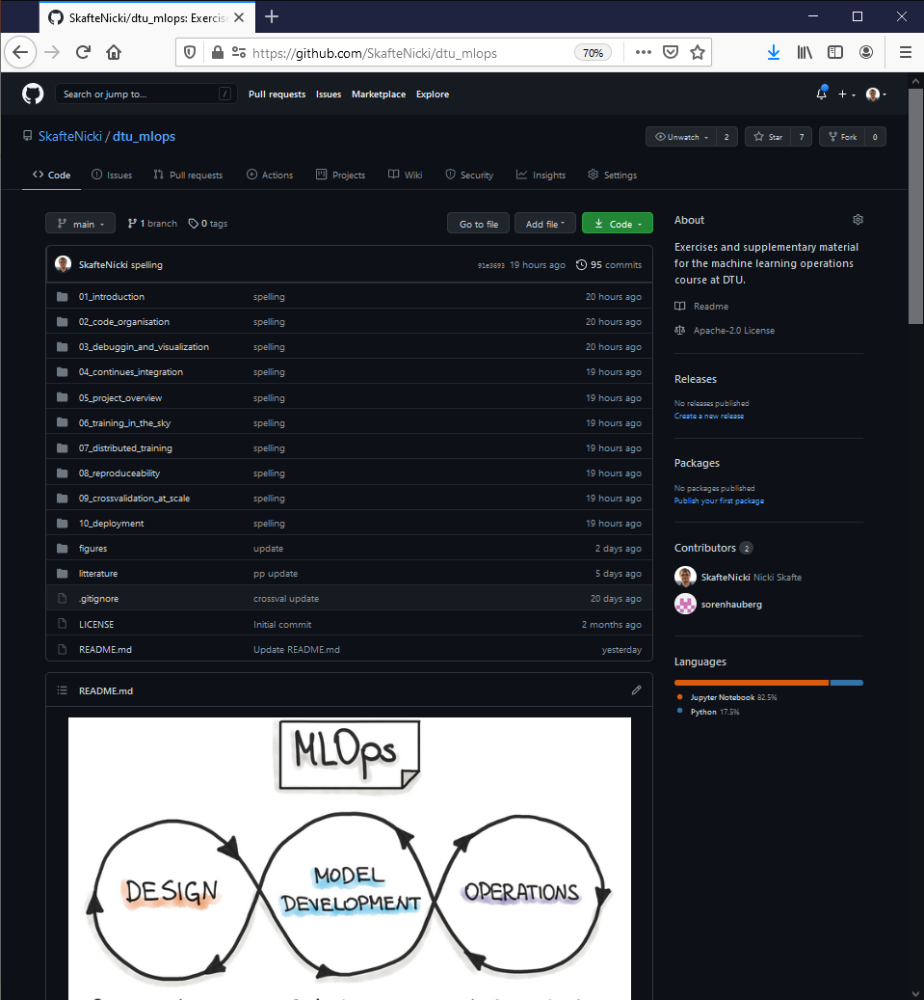 SkafteNicki/dtu_mlops: Exercise
https://github.com/SkafteNicki/dtu_mlops 70%
Search or jump to... / Pull requests Issues Marketplace Explore
SkafteNicki / dtu_mlops Unwatch 2 Star 7 Fork 0
Code Issues Pull requests Actions Projects Wiki Security Insights Settings
main 1 branch 0 tags Go to file Add file Code
SkafteNicki spelling 91e3693 19 hours ago 95 commits
01_introduction spelling 20 hours ago
02_code_organisation spelling 20 hours ago
03_debuggin_and_visualization spelling 20 hours ago
04_continues_integration spelling 19 hours ago
05_project_overview spelling 19 hours ago
06_training_in_the_sky spelling 19 hours ago
07_distributed_training spelling 19 hours ago
08_reproduceability spelling 19 hours ago
09_crossvalidation_at_scale spelling 19 hours ago
10_deployment spelling 19 hours ago
figures update 2 days ago
litterature pp update 5 days ago
.gitignore crossval update 20 days ago
LICENSE Initial commit 2 months ago
README.md Update README.md yesterday
About
Exercises and supplementary material
for the machine learning operations
course at DTU.
Readme
Apache-2.0 License
Releases
No releases published
Create a new release
Packages
No packages published
Publish your first package
Contributors 2
SkafteNicki Nicki Skafte
sorenhauberg
Languages
Jupyter Notebook 82.5%
Python 17.5%
README.md
MLOps
DESIGN
MODEL
DEVELOPMENT
OPERATIONS